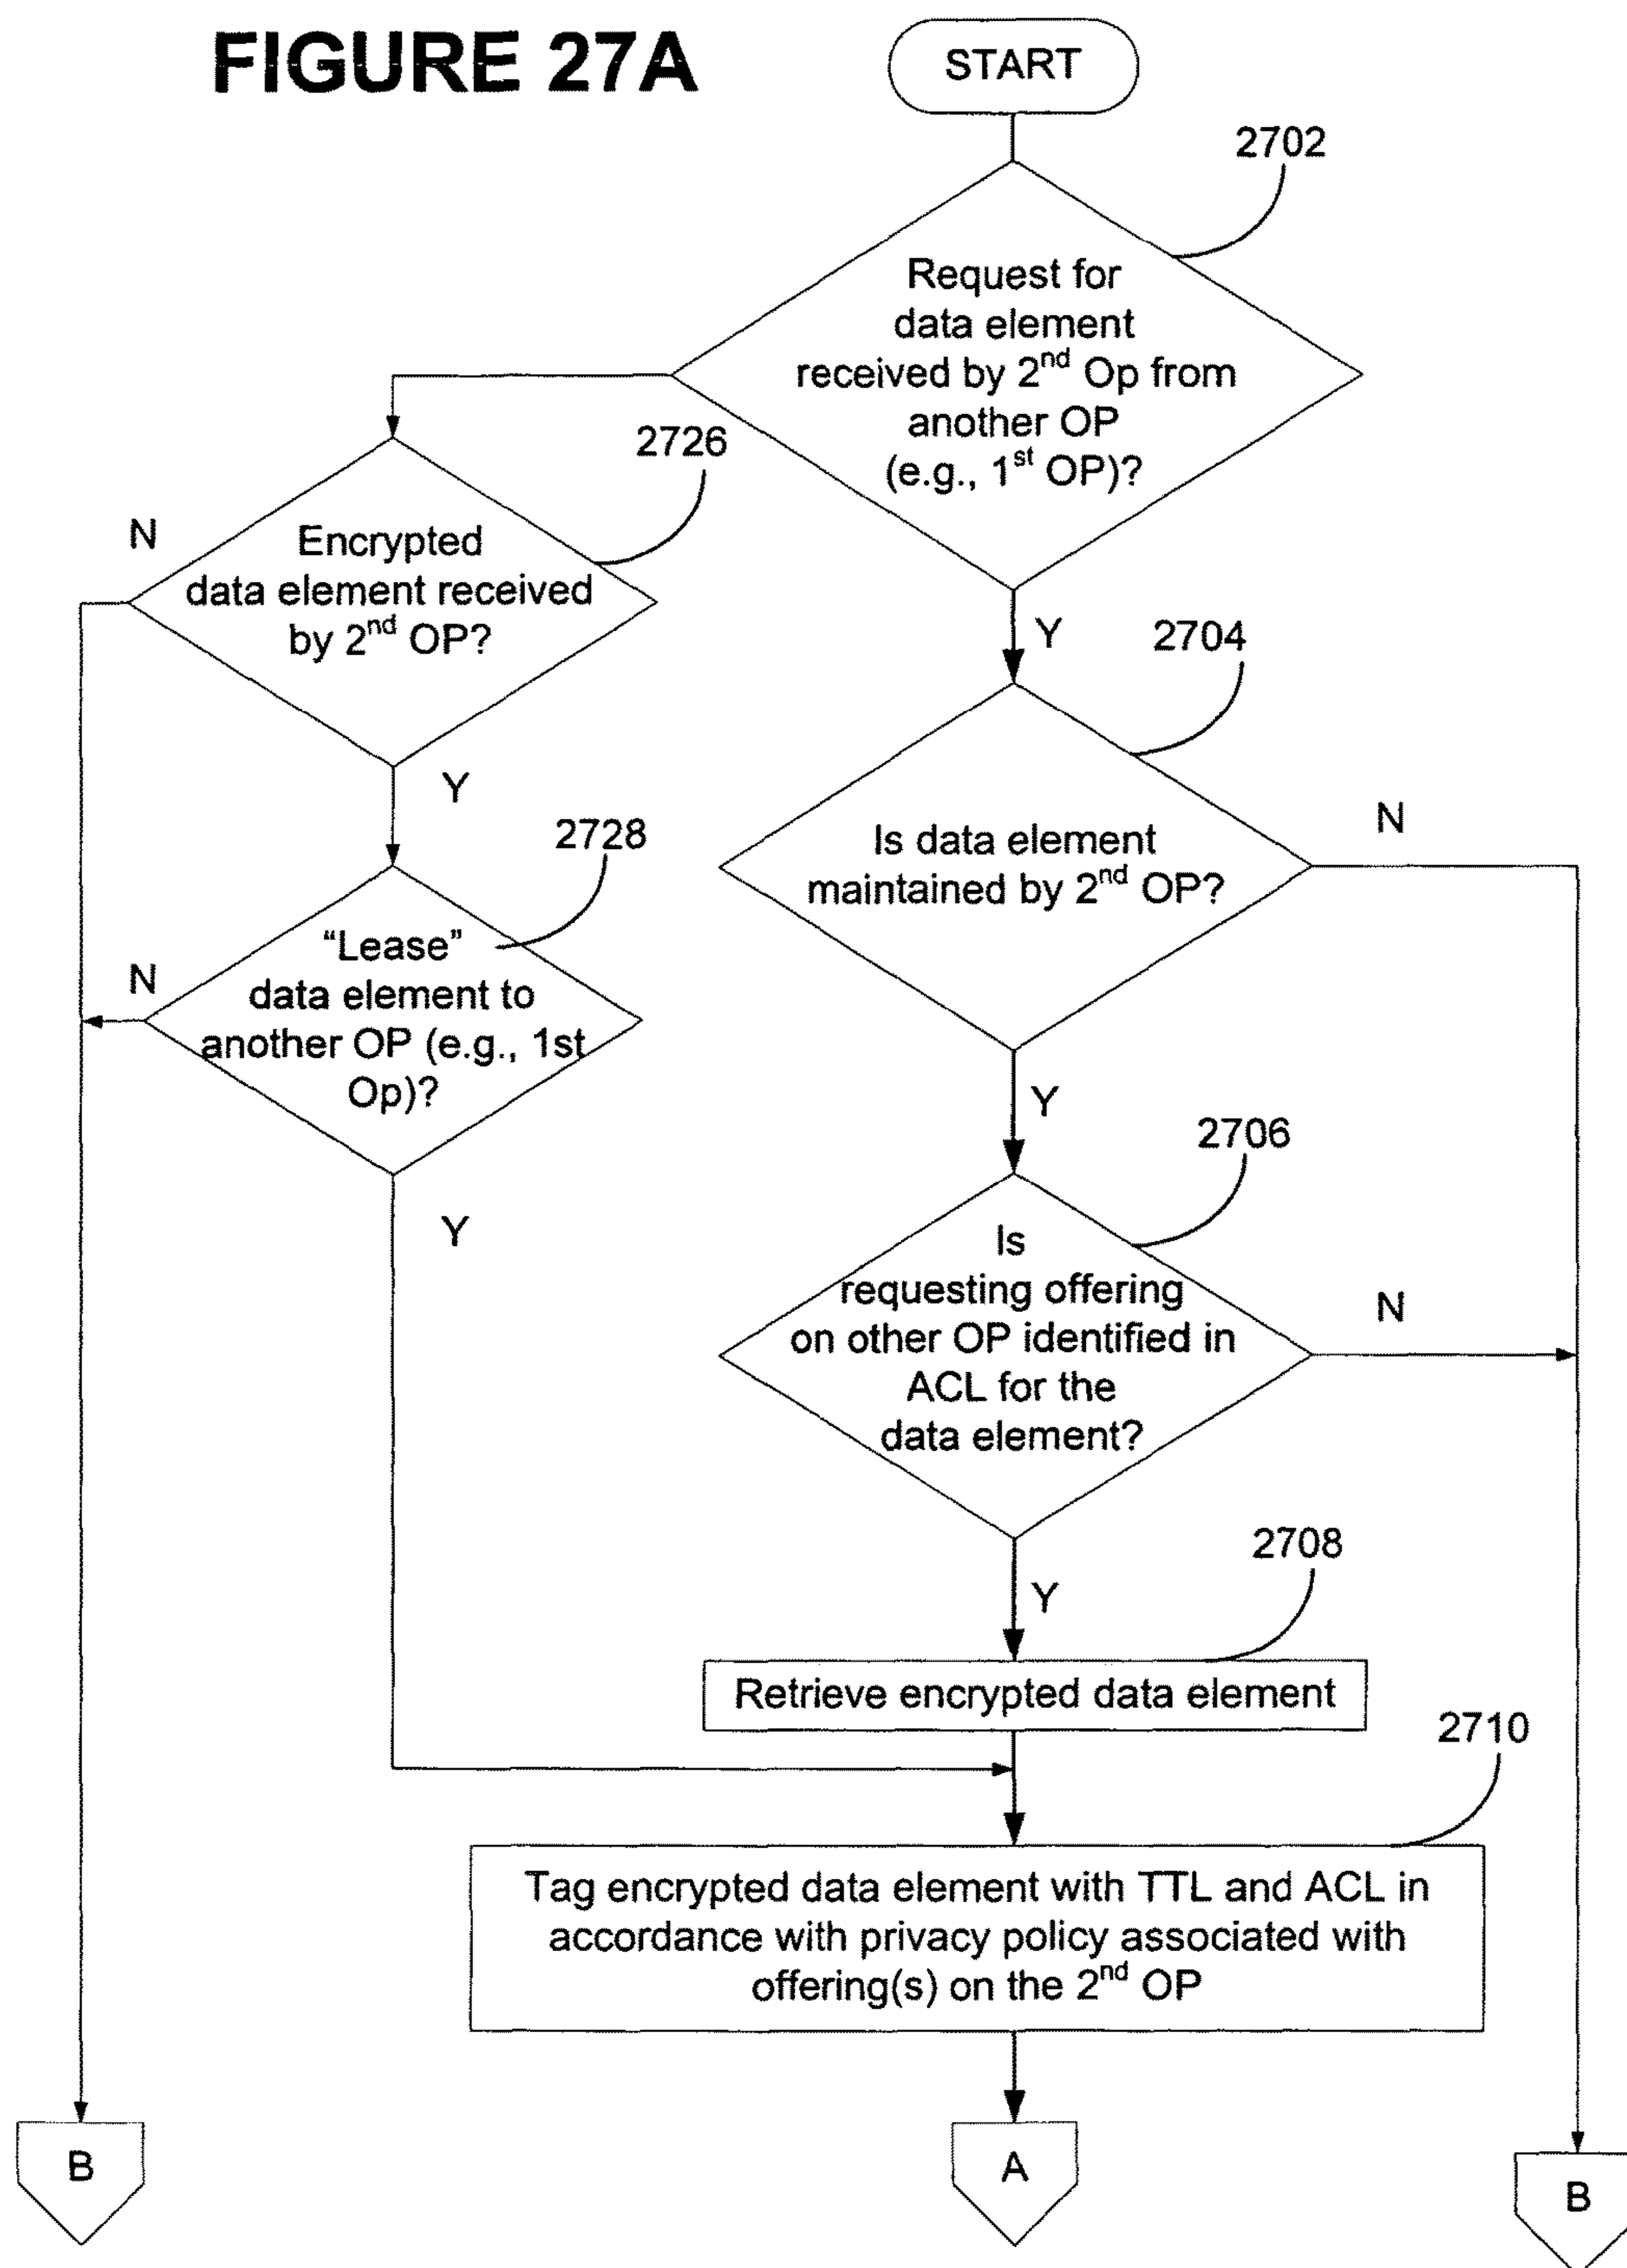 FIGURE 27A
START
2702
Request for
data element
received by 2nd Op from
another OP
(e.g., 1st OP)?
2726
N
Encrypted
data element received
by 2nd OP?
Y
2704
Y
Is data element
maintained by 2nd OP?
N
2728
"Lease"
data element to
another OP (e.g., 1st
Op)?
N
Y
Y
2706
Is
requesting offering
on other OP identified in
ACL for the
data element?
N
2708
Y
Retrieve encrypted data element
2710
Tag encrypted data element with TTL and ACL in
accordance with privacy policy associated with
offering(s) on the 2nd OP
B
A
B